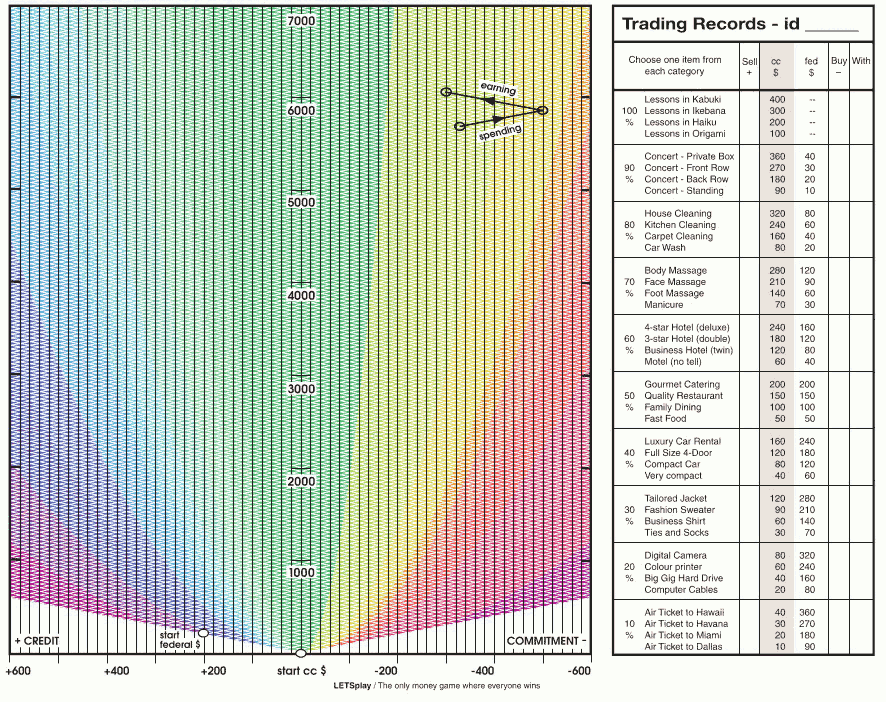 7000
earning
6000
spending
5000
4000
3000
2000
1000
+ CREDIT
start
federal $
COMMITMENT -
+600
+400
+200
start cc $
-200
-400
-600
LETSplay / The only money game where everyone wins
Trading Records - id ______
Choose one item from each category Sell + cc $ fed $ Buy – With
100 %
Lessons in Kabuki 400 --
Lessons in Ikebana 300 --
Lessons in Haiku 200 --
Lessons in Origami 100 --
90 %
Concert - Private Box 360 40
Concert - Front Row 270 30
Concert - Back Row 180 20
Concert - Standing 90 10
80 %
House Cleaning 320 80
Kitchen Cleaning 240 60
Carpet Cleaning 160 40
Car Wash 80 20
70 %
Body Massage 280 120
Face Massage 210 90
Foot Massage 140 60
Manicure 70 30
60 %
4-star Hotel (deluxe) 240 160
3-star Hotel (double) 180 120
Business Hotel (twin) 120 80
Motel (no tell) 60 40
50 %
Gourmet Catering 200 200
Quality Restaurant 150 150
Family Dining 100 100
Fast Food 50 50
40 %
Luxury Car Rental 160 240
Full Size 4-Door 120 180
Compact Car 80 120
Very compact 40 60
30 %
Tailored Jacket 120 280
Fashion Sweater 90 210
Business Shirt 60 140
Ties and Socks 30 70
20 %
Digital Camera 80 320
Colour printer 60 240
Big Gig Hard Drive 40 160
Computer Cables 20 80
10 %
Air Ticket to Hawaii 40 360
Air Ticket to Havana 30 270
Air Ticket to Miami 20 180
Air Ticket to Dallas 10 90